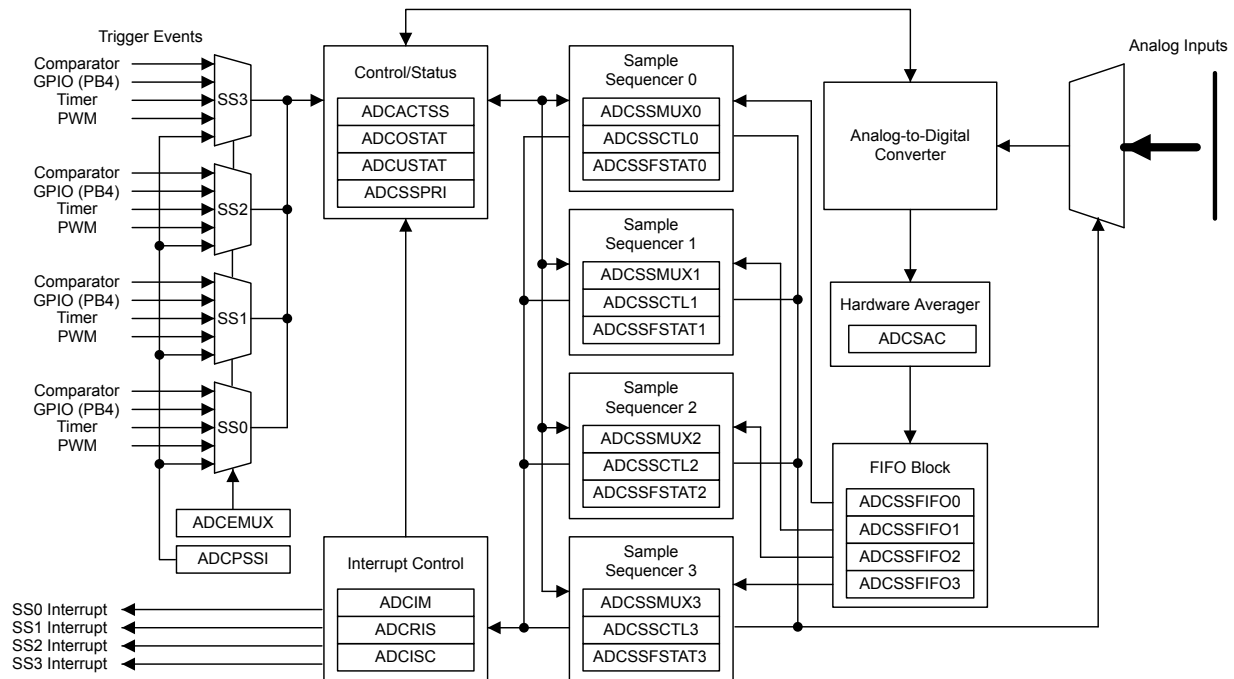 Trigger Events
Comparator
GPIO (PB4)
Timer
PWM
SS3
Comparator
GPIO (PB4)
Timer
PWM
SS2
Comparator
GPIO (PB4)
Timer
PWM
SS1
Comparator
GPIO (PB4)
Timer
PWM
SS0
ADCEMUX
ADCPSSI
SS0 Interrupt
SS1 Interrupt
SS2 Interrupt
SS3 Interrupt
Control/Status
ADCACTSS
ADCOSTAT
ADCUSTAT
ADCSSPRI
Interrupt Control
ADCIM
ADCRIS
ADCISC
Sample
Sequencer 0
ADCSSMUX0
ADCSSCTL0
ADCSSFSTAT0
Sample
Sequencer 1
ADCSSMUX1
ADCSSCTL1
ADCSSFSTAT1
Sample
Sequencer 2
ADCSSMUX2
ADCSSCTL2
ADCSSFSTAT2
Sample
Sequencer 3
ADCSSMUX3
ADCSSCTL3
ADCSSFSTAT3
Analog-to-Digital
Converter
Hardware Averager
ADCSAC
FIFO Block
ADCSSFIFO0
ADCSSFIFO1
ADCSSFIFO2
ADCSSFIFO3
Analog Inputs